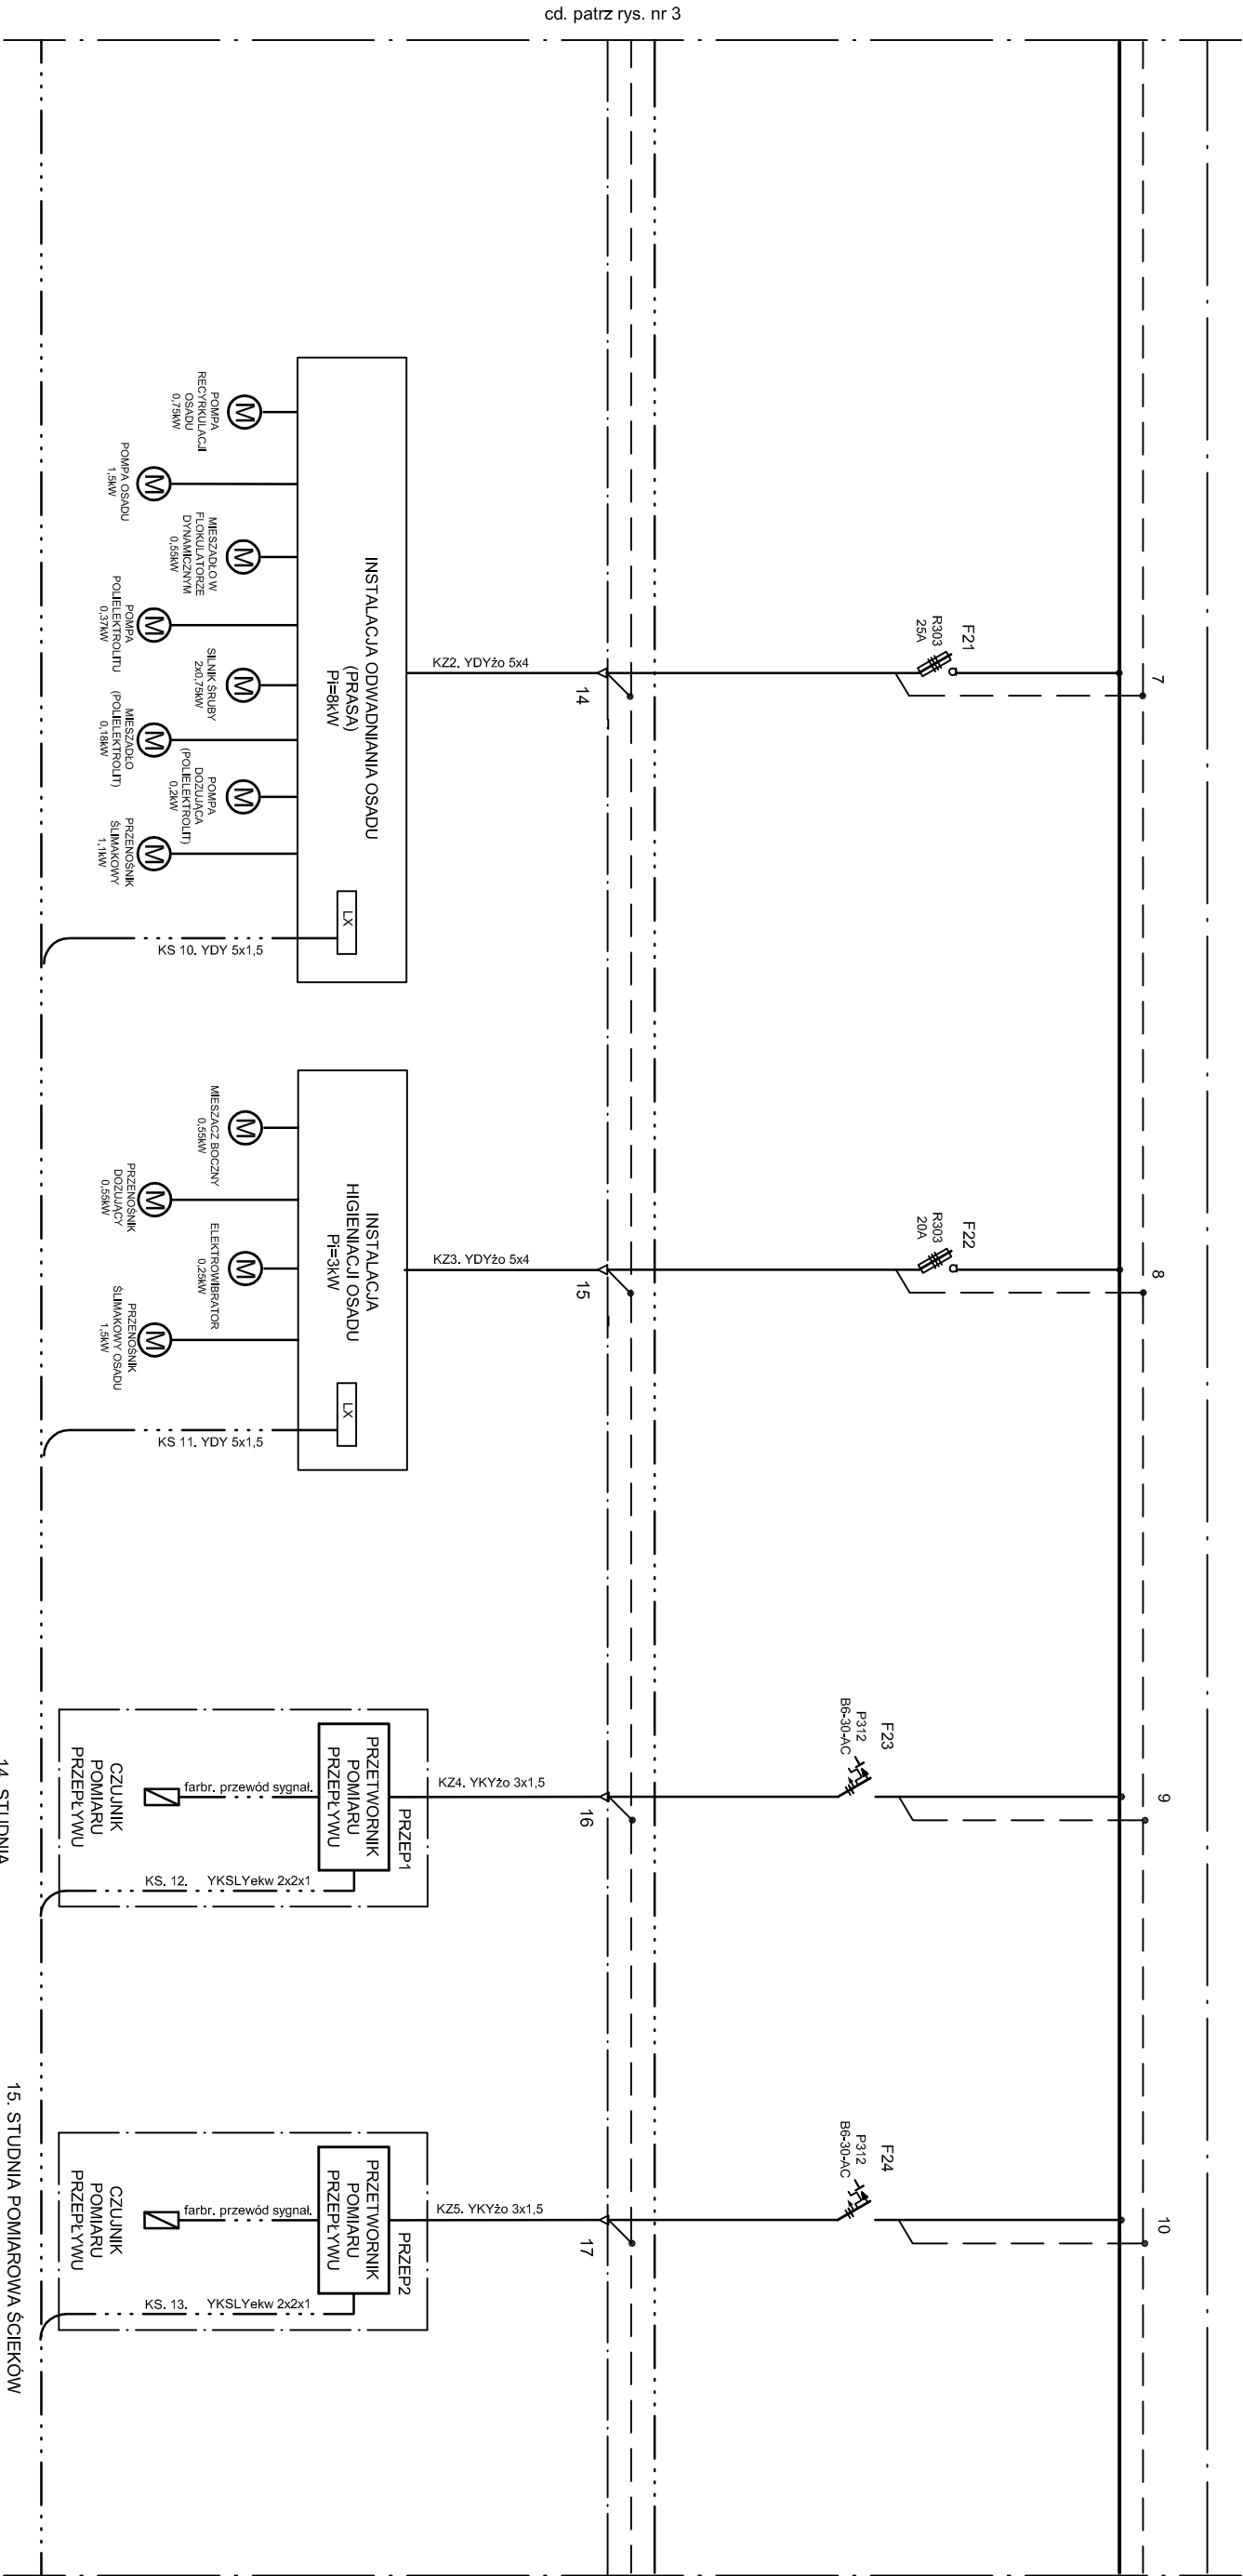 cd. patrz rys. nr 3
7
F21
R303
25A
KZ2. YDYżo 5x4
14
INSTALACJA ODWADNIANIA OSADU
(PRASA)
Pi=8kW
POMPA
RECYRKULACJI
OSADU
0,75kW
POMPA OSADU
1,5kW
MIESZADŁO W
FLOKULATORZE
DYNAMICZNYM
0,55kW
POMPA
POLIELEKTROLITU
0,37kW
SILNIK ŚRUBY
2x0,75kW
MIESZADŁO
(POLIELEKTROLIT)
0,18kW
POMPA
DOZUJĄCA
(POLIELEKTROLIT)
0,2kW
PRZENOŚNIK
ŚLIMAKOWY
1,1kW
M
M
M
M
M
M
M
M
LX
KS 10. YDY 5x1,5
8
F22
R303
20A
KZ3. YDYżo 5x4
15
INSTALACJA
HIGIENIACJI OSADU
Pi=3kW
MIESZACZ BOCZNY
0,55kW
PRZENOŚNIK
DOZUJĄCY
0,55kW
ELEKTROWIBRATOR
0,25kW
PRZENOŚNIK
ŚLIMAKOWY OSADU
1,5kW
M
M
M
M
LX
KS 11. YDY 5x1,5
9
F23
P312
B6-30-AC
KZ4. YKYżo 3x1,5
16
PRZEP1
PRZETWORNIK
POMIARU
PRZEPŁYWU
farbr. przewód sygnał.
CZUJNIK
POMIARU
PRZEPŁYWU
KS. 12. YKSLYekw 2x2x1
14. STUDNIA
10
F24
P312
B6-30-AC
KZ5. YKYżo 3x1,5
17
PRZEP2
PRZETWORNIK
POMIARU
PRZEPŁYWU
farbr. przewód sygnał.
CZUJNIK
POMIARU
PRZEPŁYWU
KS. 13. YKSLYekw 2x2x1
15. STUDNIA POMIAROWA ŚCIEKÓW